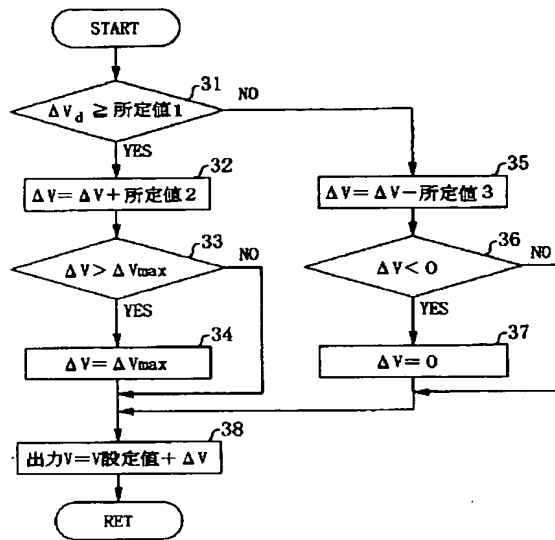 START
31
ΔVd ≧ 所定値1
NO
YES
32
ΔV= ΔV+所定値2
35
ΔV= ΔV−所定値3
33
ΔV> ΔVmax
NO
YES
36
ΔV< 0
NO
YES
34
ΔV= ΔVmax
37
ΔV= 0
38
出力V=V設定値+ ΔV
RET